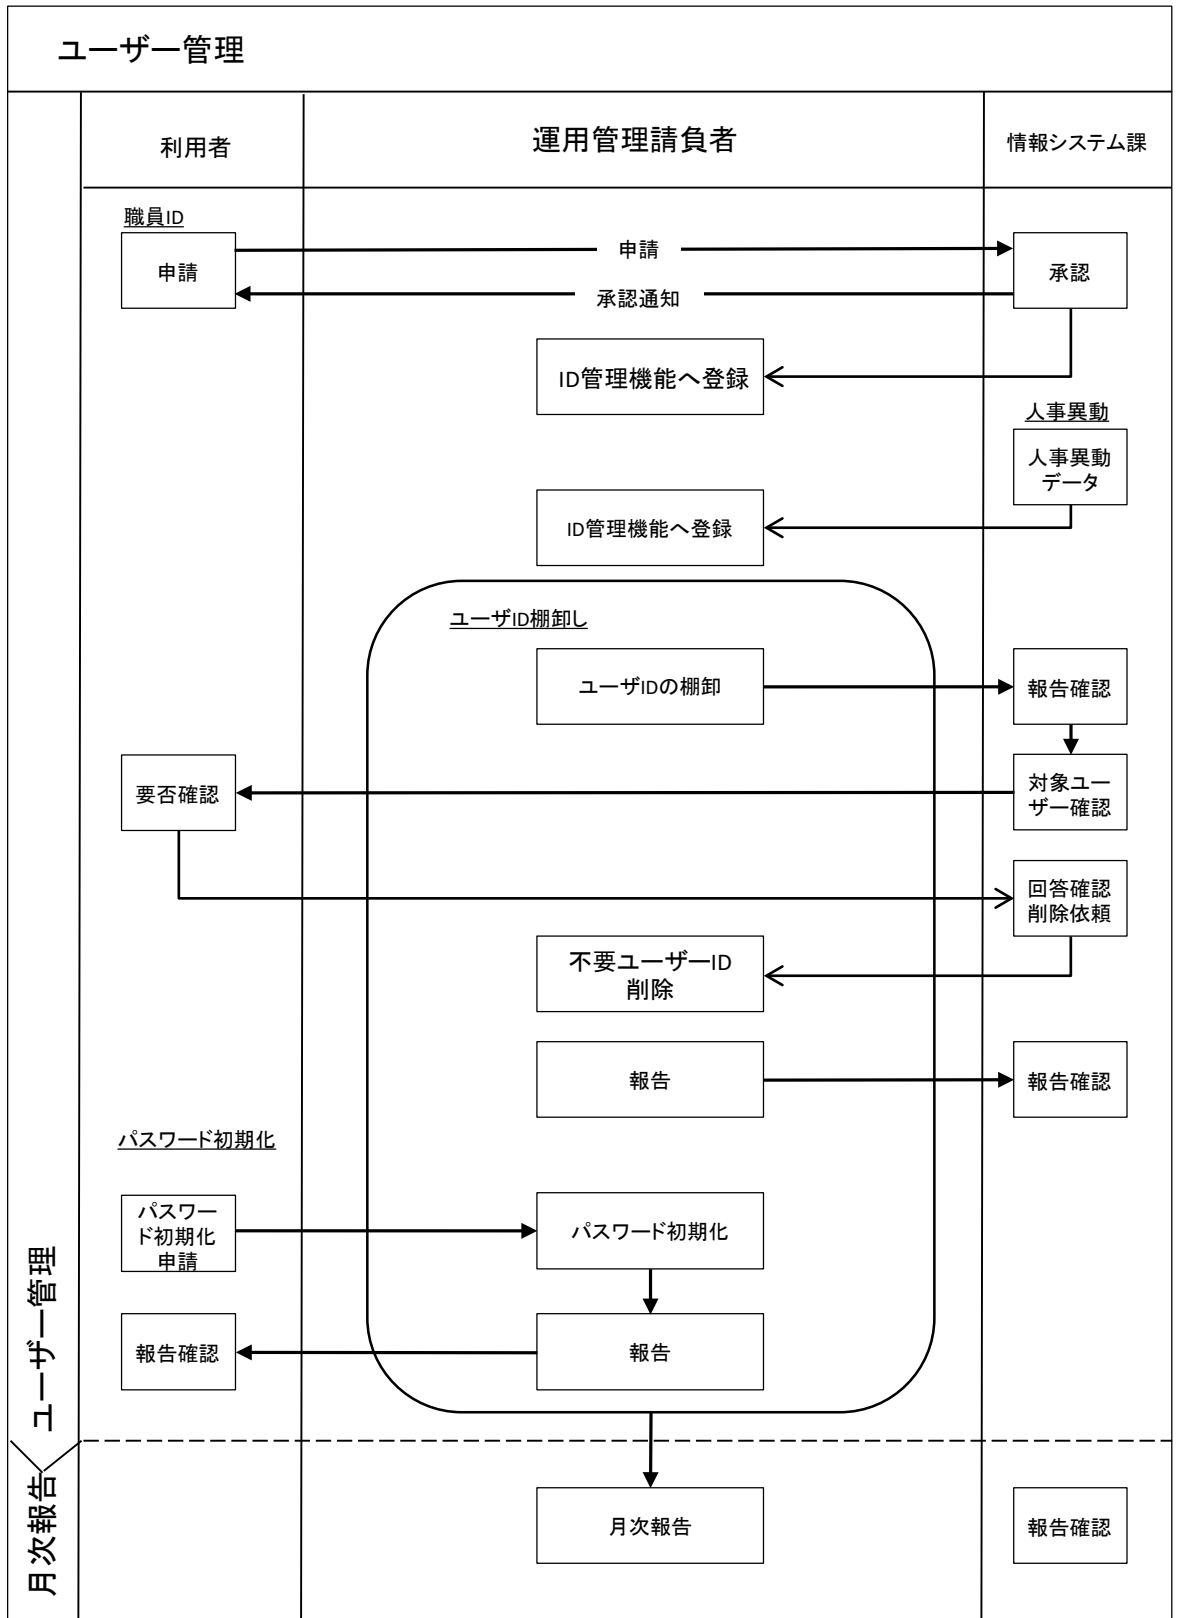 ユーザー管理
利用者
運用管理請負者
情報システム課
職員ID
申請
申請
承認通知
承認
ID管理機能へ登録
人事異動
人事異動
データ
ID管理機能へ登録
ユーザID棚卸し
ユーザIDの棚卸
報告確認
要否確認
対象ユー
ザー確認
回答確認
削除依頼
不要ユーザーID
削除
報告
報告確認
パスワード初期化
パスワー
ド初期化
申請
パスワード初期化
報告確認
報告
ユーザー管理
月次報告
月次報告
報告確認